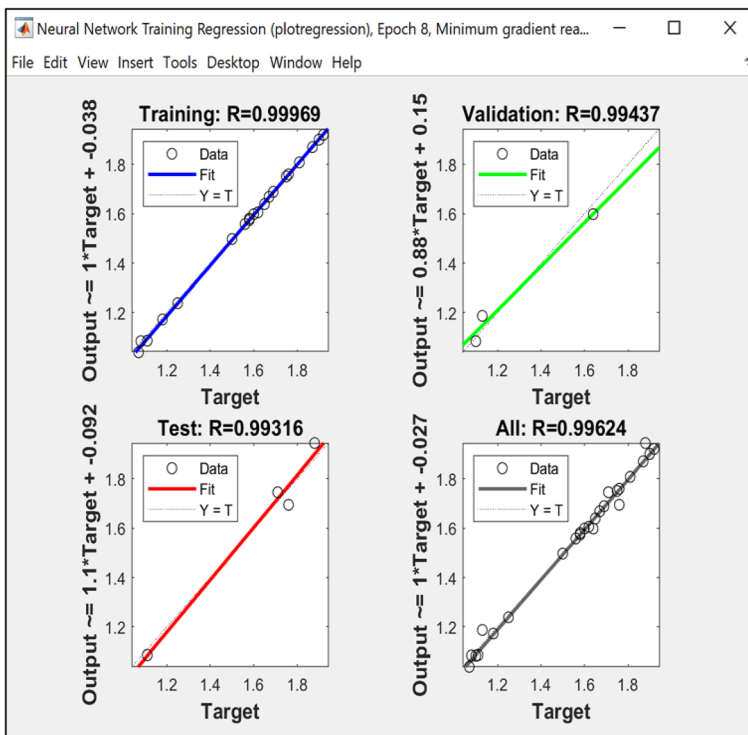 Neural Network Training Regression (plotregression), Epoch 8, Minimum gradient rea...
File Edit View Insert Tools Desktop Window Help
Training: R=0.99969
Output ~= 1*Target + -0.038
Data
Fit
Y = T
1.8
1.6
1.4
1.2
1.2 1.4 1.6 1.8
Target
Validation: R=0.99437
Output ~= 0.88*Target + 0.15
Data
Fit
Y = T
1.8
1.6
1.4
1.2
1.2 1.4 1.6 1.8
Target
Test: R=0.99316
Output ~= 1.1*Target + -0.092
Data
Fit
Y = T
1.8
1.6
1.4
1.2
1.2 1.4 1.6 1.8
Target
All: R=0.99624
Output ~= 1*Target + -0.027
Data
Fit
Y = T
1.8
1.6
1.4
1.2
1.2 1.4 1.6 1.8
Target